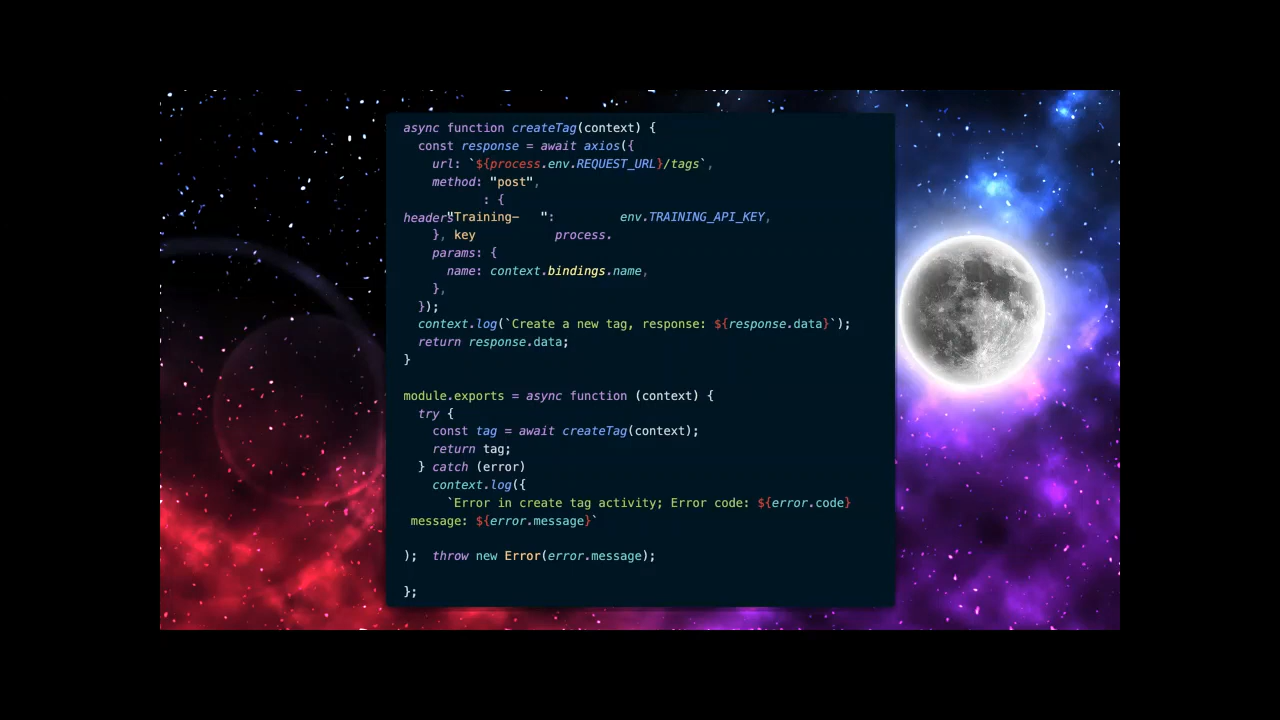 async function createTag(context) {
const response = await axios({
url: `${process.env.REQUEST_URL}/tags`,
method: "post",
: {
headers"Training- ": env.TRAINING_API_KEY,
}, key process.
params: {
name: context.bindings.name,
},
});
context.log(`Create a new tag, response: ${response.data}`);
return response.data;
}
module.exports = async function (context) {
try {
const tag = await createTag(context);
return tag;
} catch (error)
context.log({
`Error in create tag activity; Error code: ${error.code}
message: ${error.message}`
); throw new Error(error.message);
};